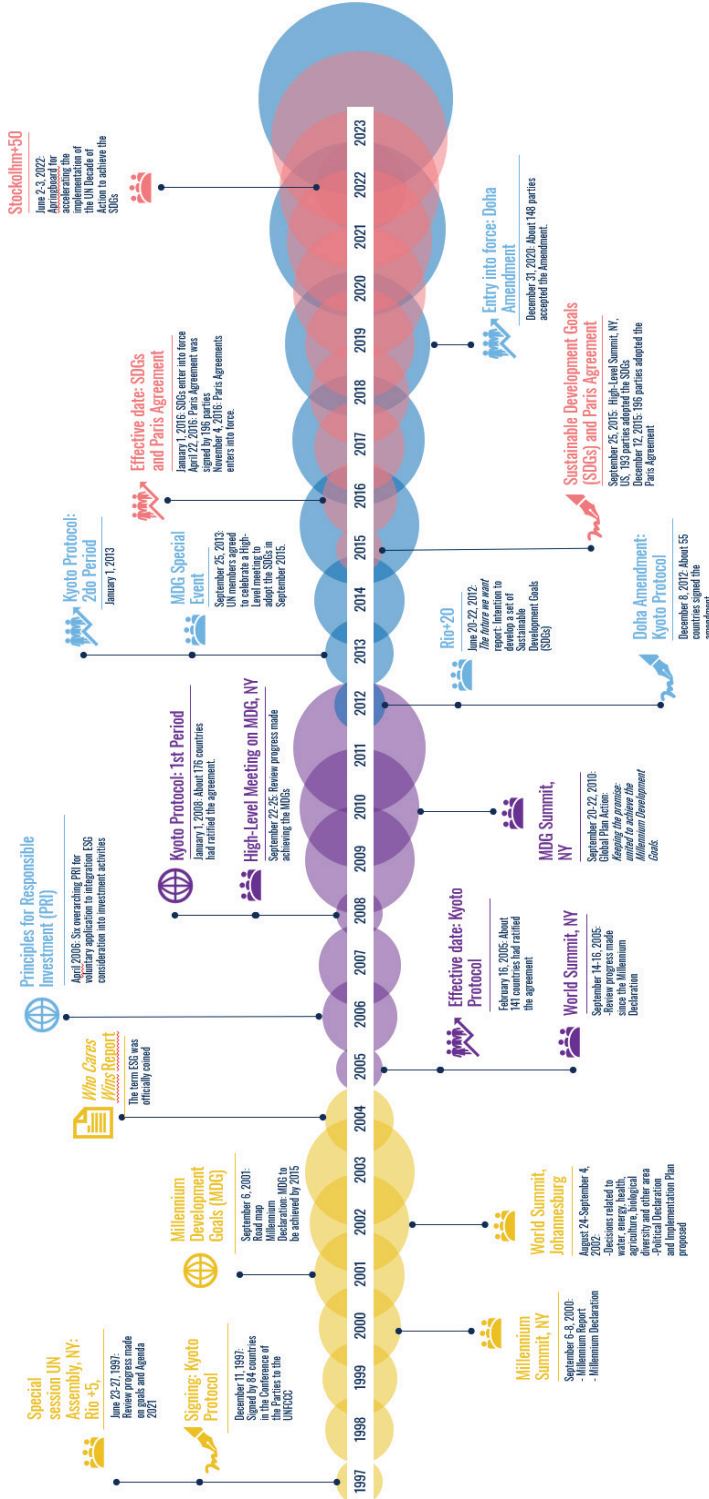 Special
session UN
Assembly, NY:
Rio +5,
June 23-27, 1997:
Review progress made
on goals and Agenda
2021
Signing: Kyoto
Protocol
December 11, 1997:
Signed by 84 countries
in the Conference of
the Parties to the
UNFCCC
Millennium
Development
Goals (MDG)
September 6, 2001:
Road map
Millennium
Declaration: MDG to
be achieved by 2015
Who Cares
Wins Report
The term ESG was
officially coined
Principles for Responsible
Investment (PRI)
April 2006: Six overarching PRI for
voluntary application to integration ESG
consideration into investment activities
Kyoto Protocol: 1st Period
January 1, 2008: About 176 countries
had ratified the agreement.
High-Level Meeting on MDG, NY
September 22-25: Review progress made
achieving the MDGs
Kyoto Protocol:
2do Period
January 1, 2013
MDG Special
Event
September 25, 2013:
UN members agreed
to celebrate a High-
Level meeting to
adopt the SDGs in
September 2015.
Effective date: SDGs
and Paris Agreement
January 1, 2016: SDGs enter into force
April 22, 2016: Paris Agreement was
signed by 196 parties
November 4, 2016: Paris Agreements
enters into force.
Stockolhm+50
June 2-3, 2022:
Apringboard for
accelerating the
implementation of
the UN Decade of
Action to achieve the
SDGs
1997
1998
1999
2000
2001
2002
2003
2004
2005
2006
2007
2008
2009
2010
2011
2012
2013
2014
2015
2016
2017
2018
2019
2020
2021
2022
2023
Millennium
Summit, NY
September 6-8, 2000:
- Millennium Report
- Millennium Declaration
World Summit,
Johannesburg
August 24-September 4,
2002:
-Decisions related to
water, energy, health,
agriculture, biological
diversity and other area
-Political Declaration
and Implementation Plan
proposed
Effective date: Kyoto
Protocol
February 16, 2005: About
141 countries had ratified
the agreement
World Summit, NY
September 14-16, 2005:
-Review progress made
since the Millennium
Declaration
MDG Summit,
NY
September 20-22, 2010:
Global Plan Action:
Keeping the promise:
united to achieve the
Millennium Development
Goals.
Rio+20
June 20-22, 2012:
The future we want
report: Intention to
develop a set of
Sustainable
Development Goals
(SDGs)
Doha Amendment:
Kyoto Protocol
December 8, 2012: About 55
countries signed the
amendment
Sustainable Development Goals
(SDGs) and Paris Agreement
September 25, 2015: High-Level Summit, NY,
US, 193 parties adopted the SDGs
December 12, 2015: 196 parties adopted the
Paris Agreement
Entry into force: Doha
Amendment
December 31, 2020: About 148 parties
accepted the Amendment.